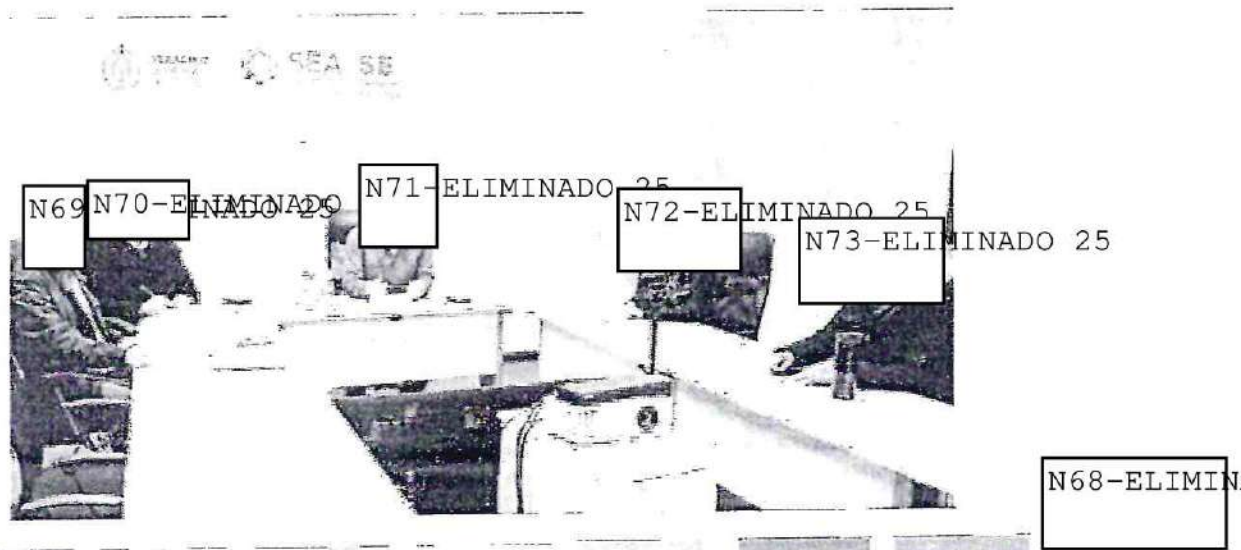 SEA SE
N69
N70-ELIMINADO 25
N71-ELIMINADO 25
N72-ELIMINADO 25
N73-ELIMINADO 25
N68-ELIMIN